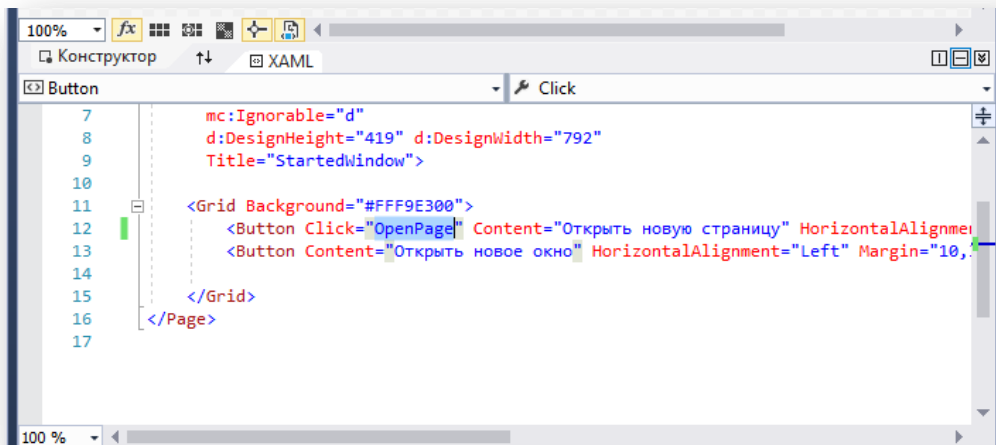 100% fx
Конструктор XAML
Button Click
7 mc:Ignorable="d"
8 d:DesignHeight="419" d:DesignWidth="792"
9 Title="StartedWindow">
10
11 <Grid Background="#FFF9E300">
12 <Button Click="OpenPage" Content="Открыть новую страницу" HorizontalAlignmen
13 <Button Content="Открыть новое окно" HorizontalAlignment="Left" Margin="10,
14
15 </Grid>
16 </Page>
17
100 %